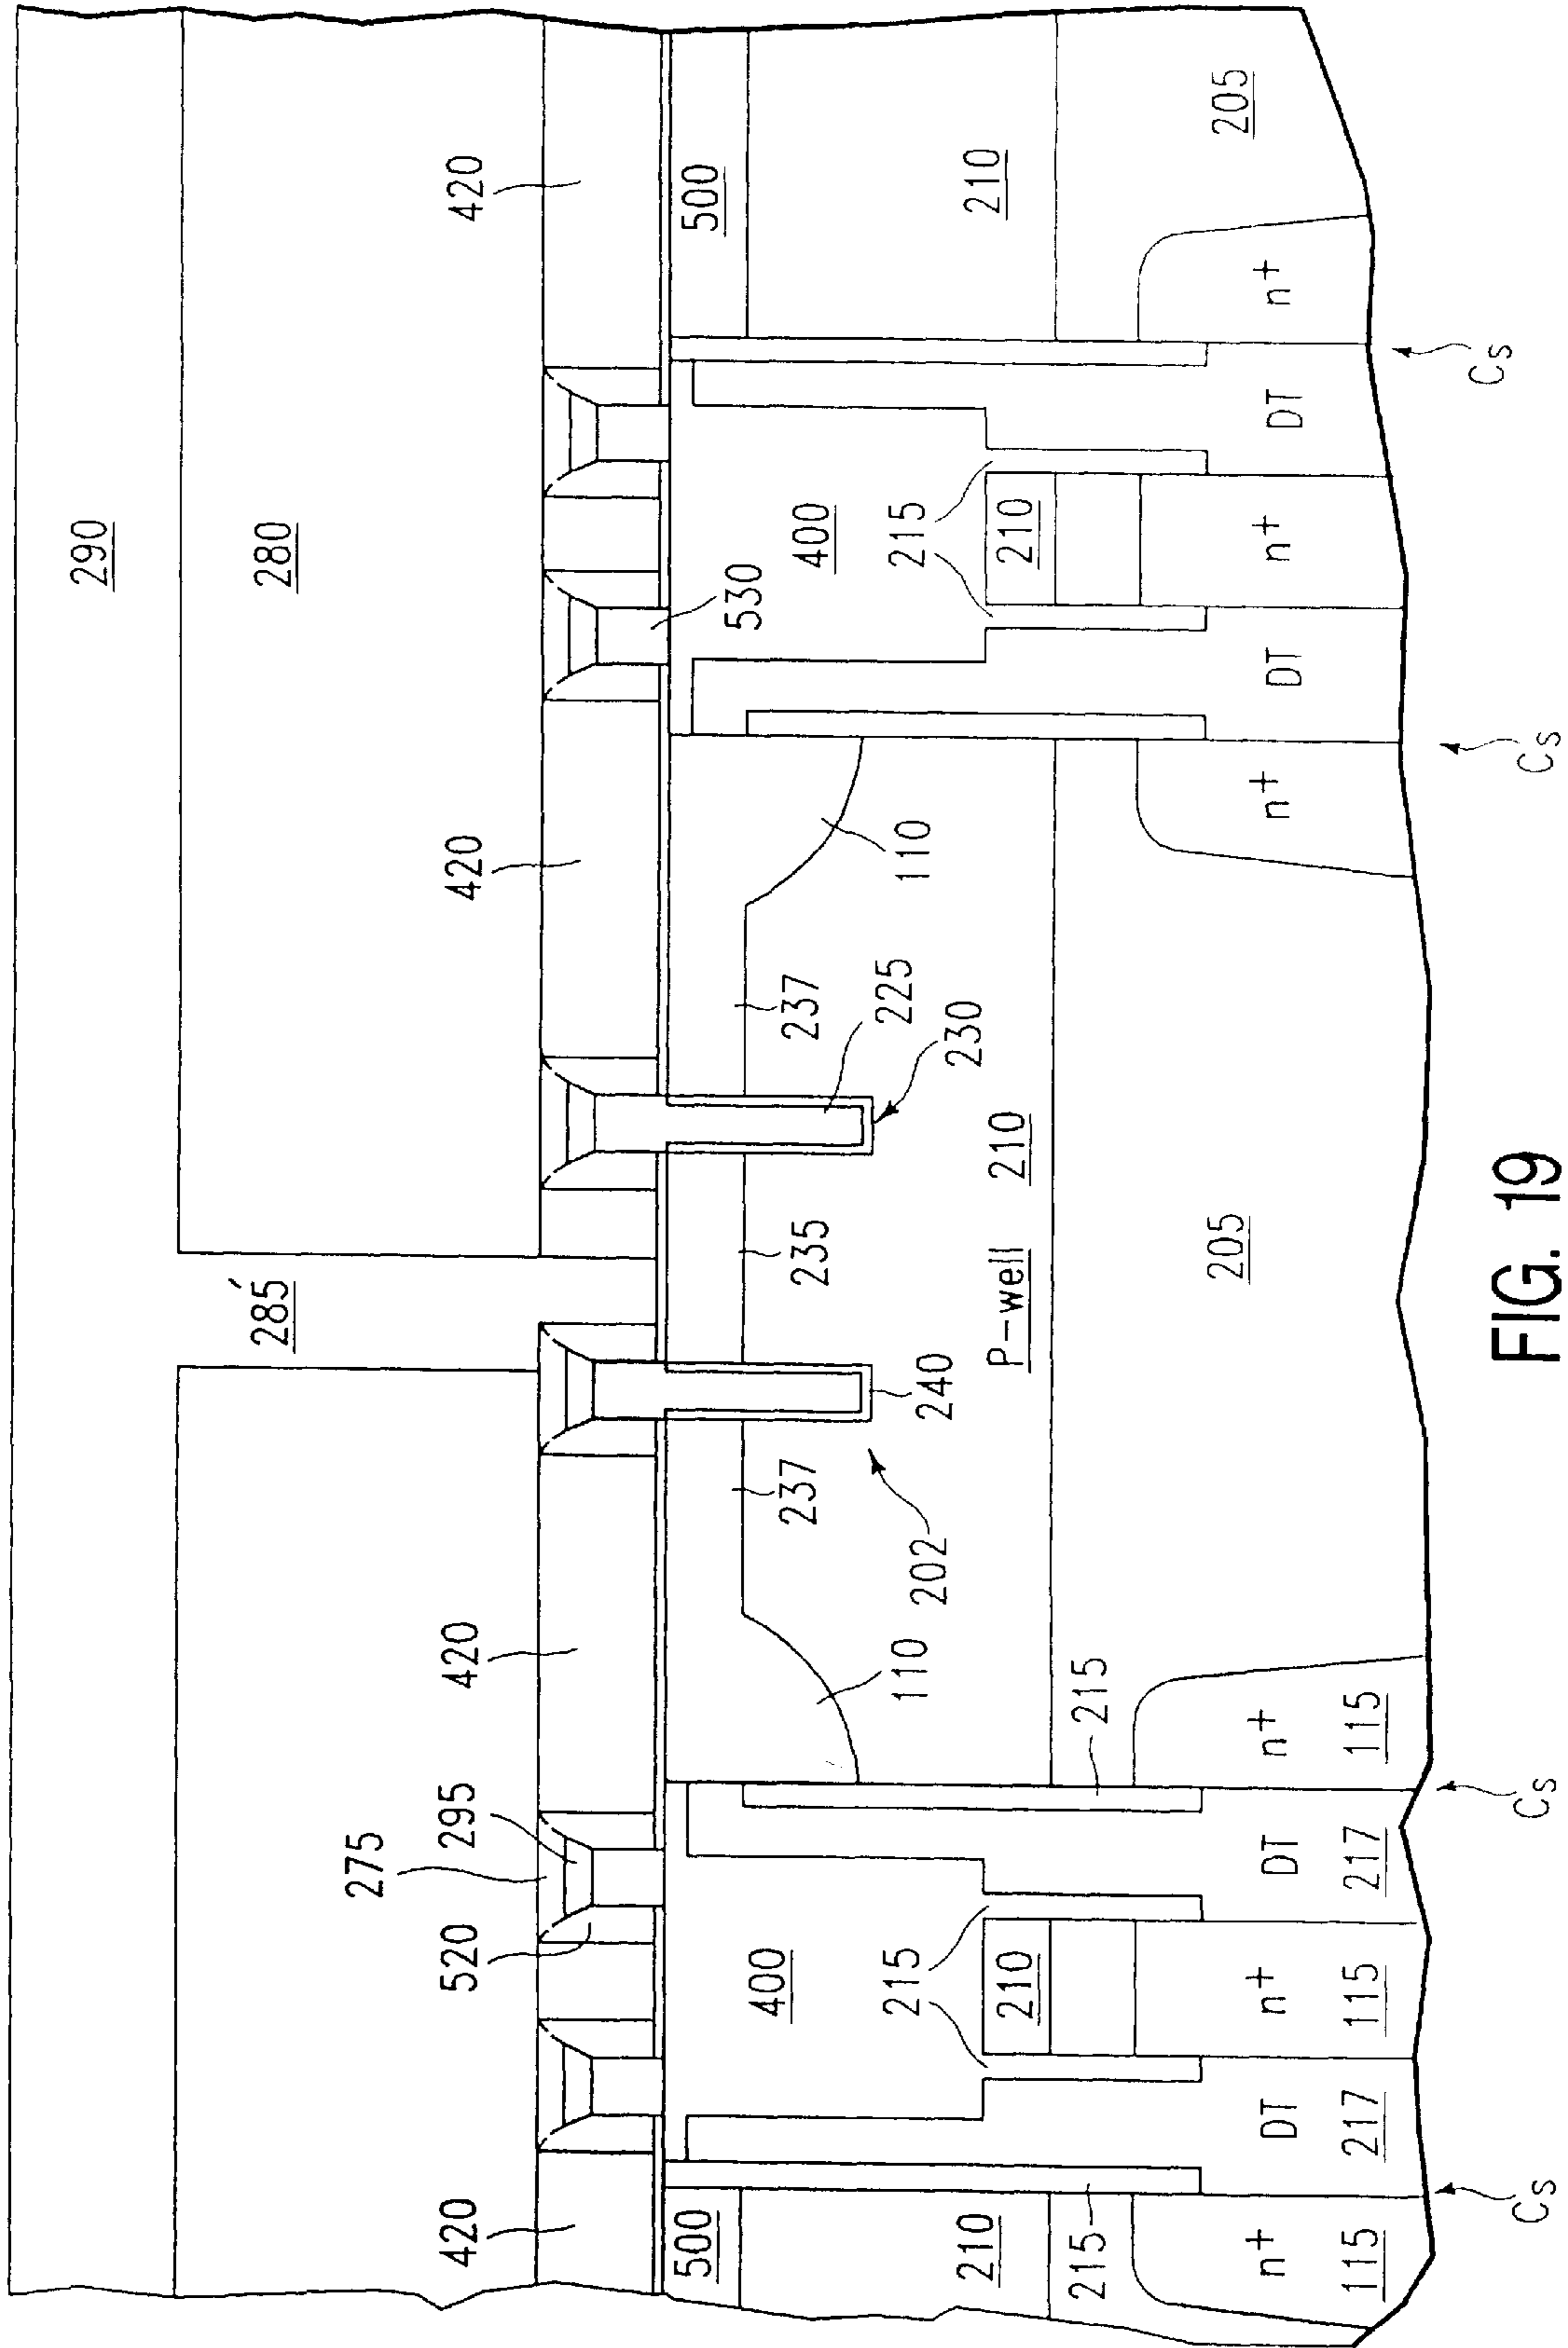 290
285´ 280
275
420 520 295 420 420 420
500 530 500
400 237 235 237 400
215 110 225 110 215
202 240 230
210 210 P-well 210 210 210
215 215
205 205
n+ DT n+ DT n+ n+ DT n+ DT n+
115 217 115 217 115
Cs Cs Cs Cs
FIG. 19